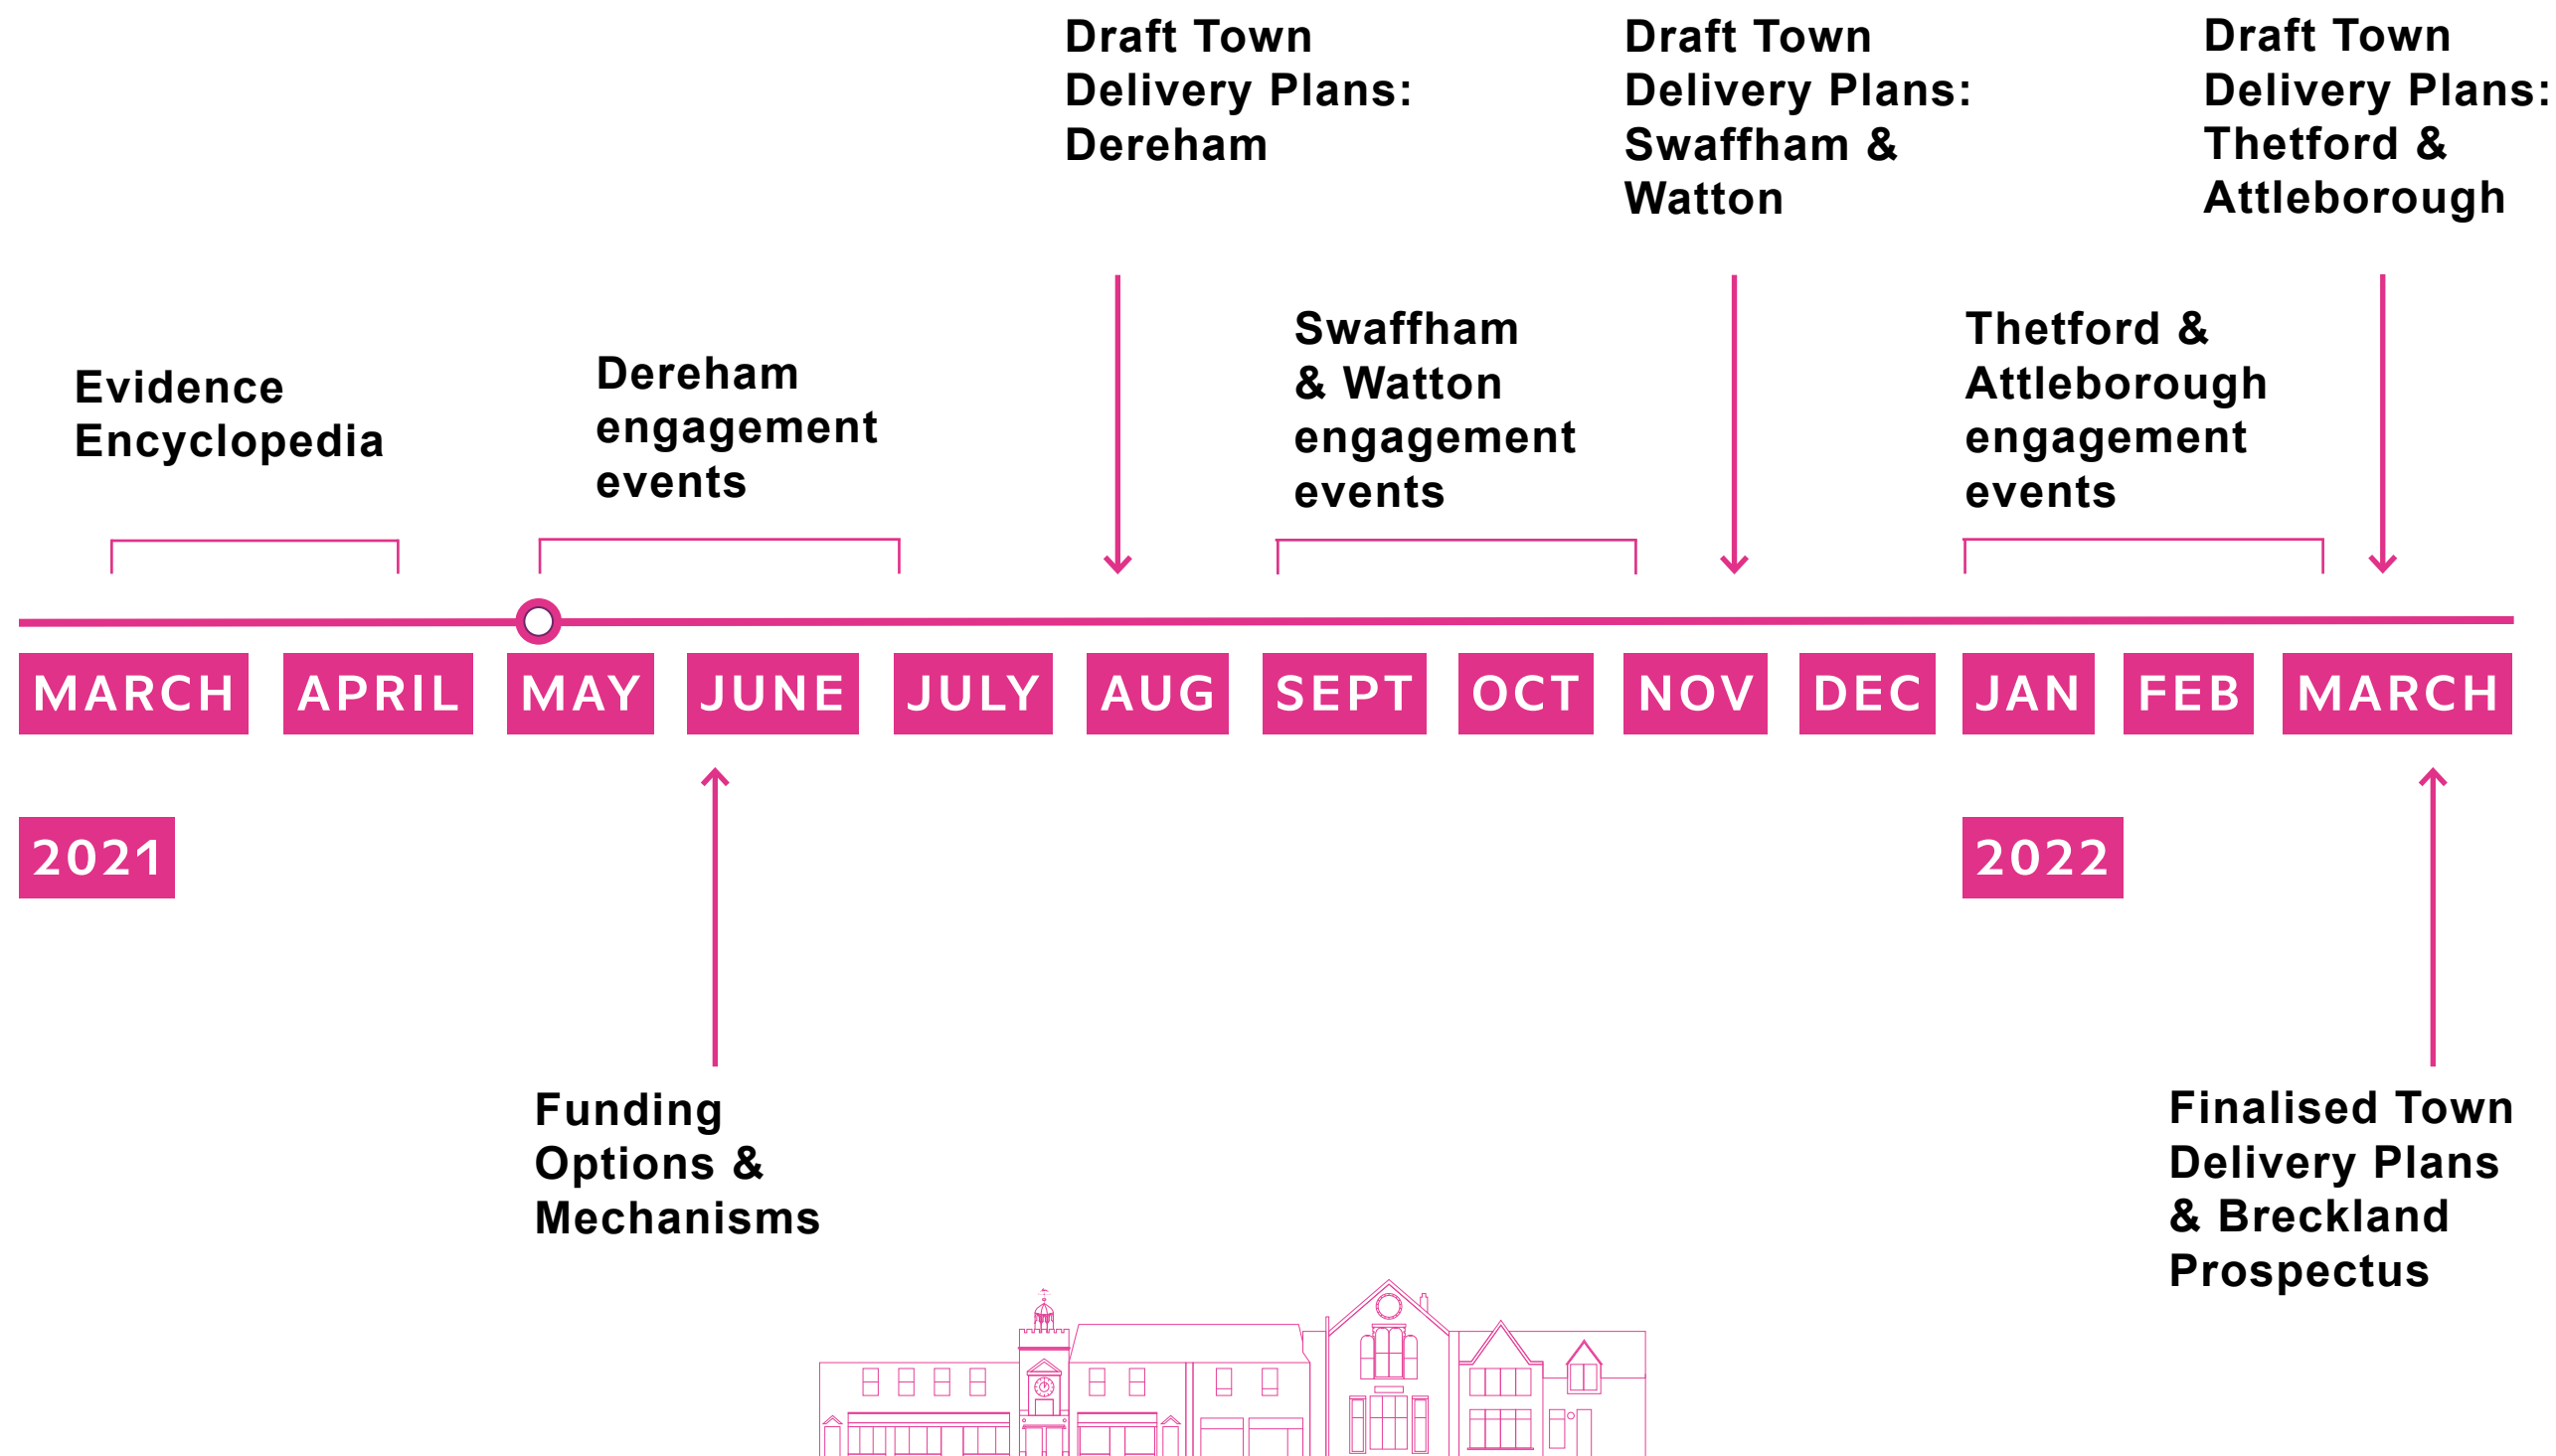 Draft Town
Delivery Plans:
Dereham
Draft Town
Delivery Plans:
Swaffham &
Watton
Draft Town
Delivery Plans:
Thetford &
Attleborough
Evidence
Encyclopedia
Dereham
engagement
events
Swaffham
& Watton
engagement
events
Thetford &
Attleborough
engagement
events
MARCH APRIL MAY JUNE JULY AUG SEPT OCT NOV DEC JAN FEB MARCH
2021 2022
Funding
Options &
Mechanisms
Finalised Town
Delivery Plans
& Breckland
Prospectus